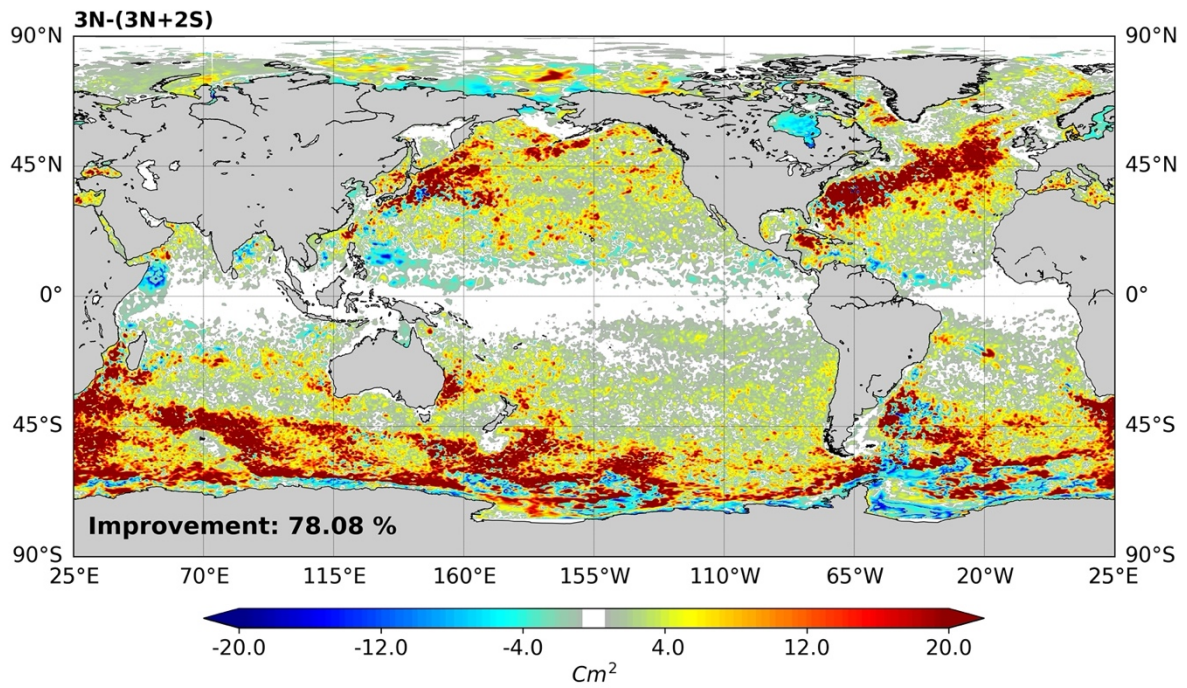 3N-(3N+2S)
90°N 90°N
45°N 45°N
0° 0°
45°S 45°S
Improvement: 78.08 %
90°S 90°S
25°E 70°E 115°E 160°E 155°W 110°W 65°W 20°W 25°E
-20.0 -12.0 -4.0 4.0 12.0 20.0
Cm²